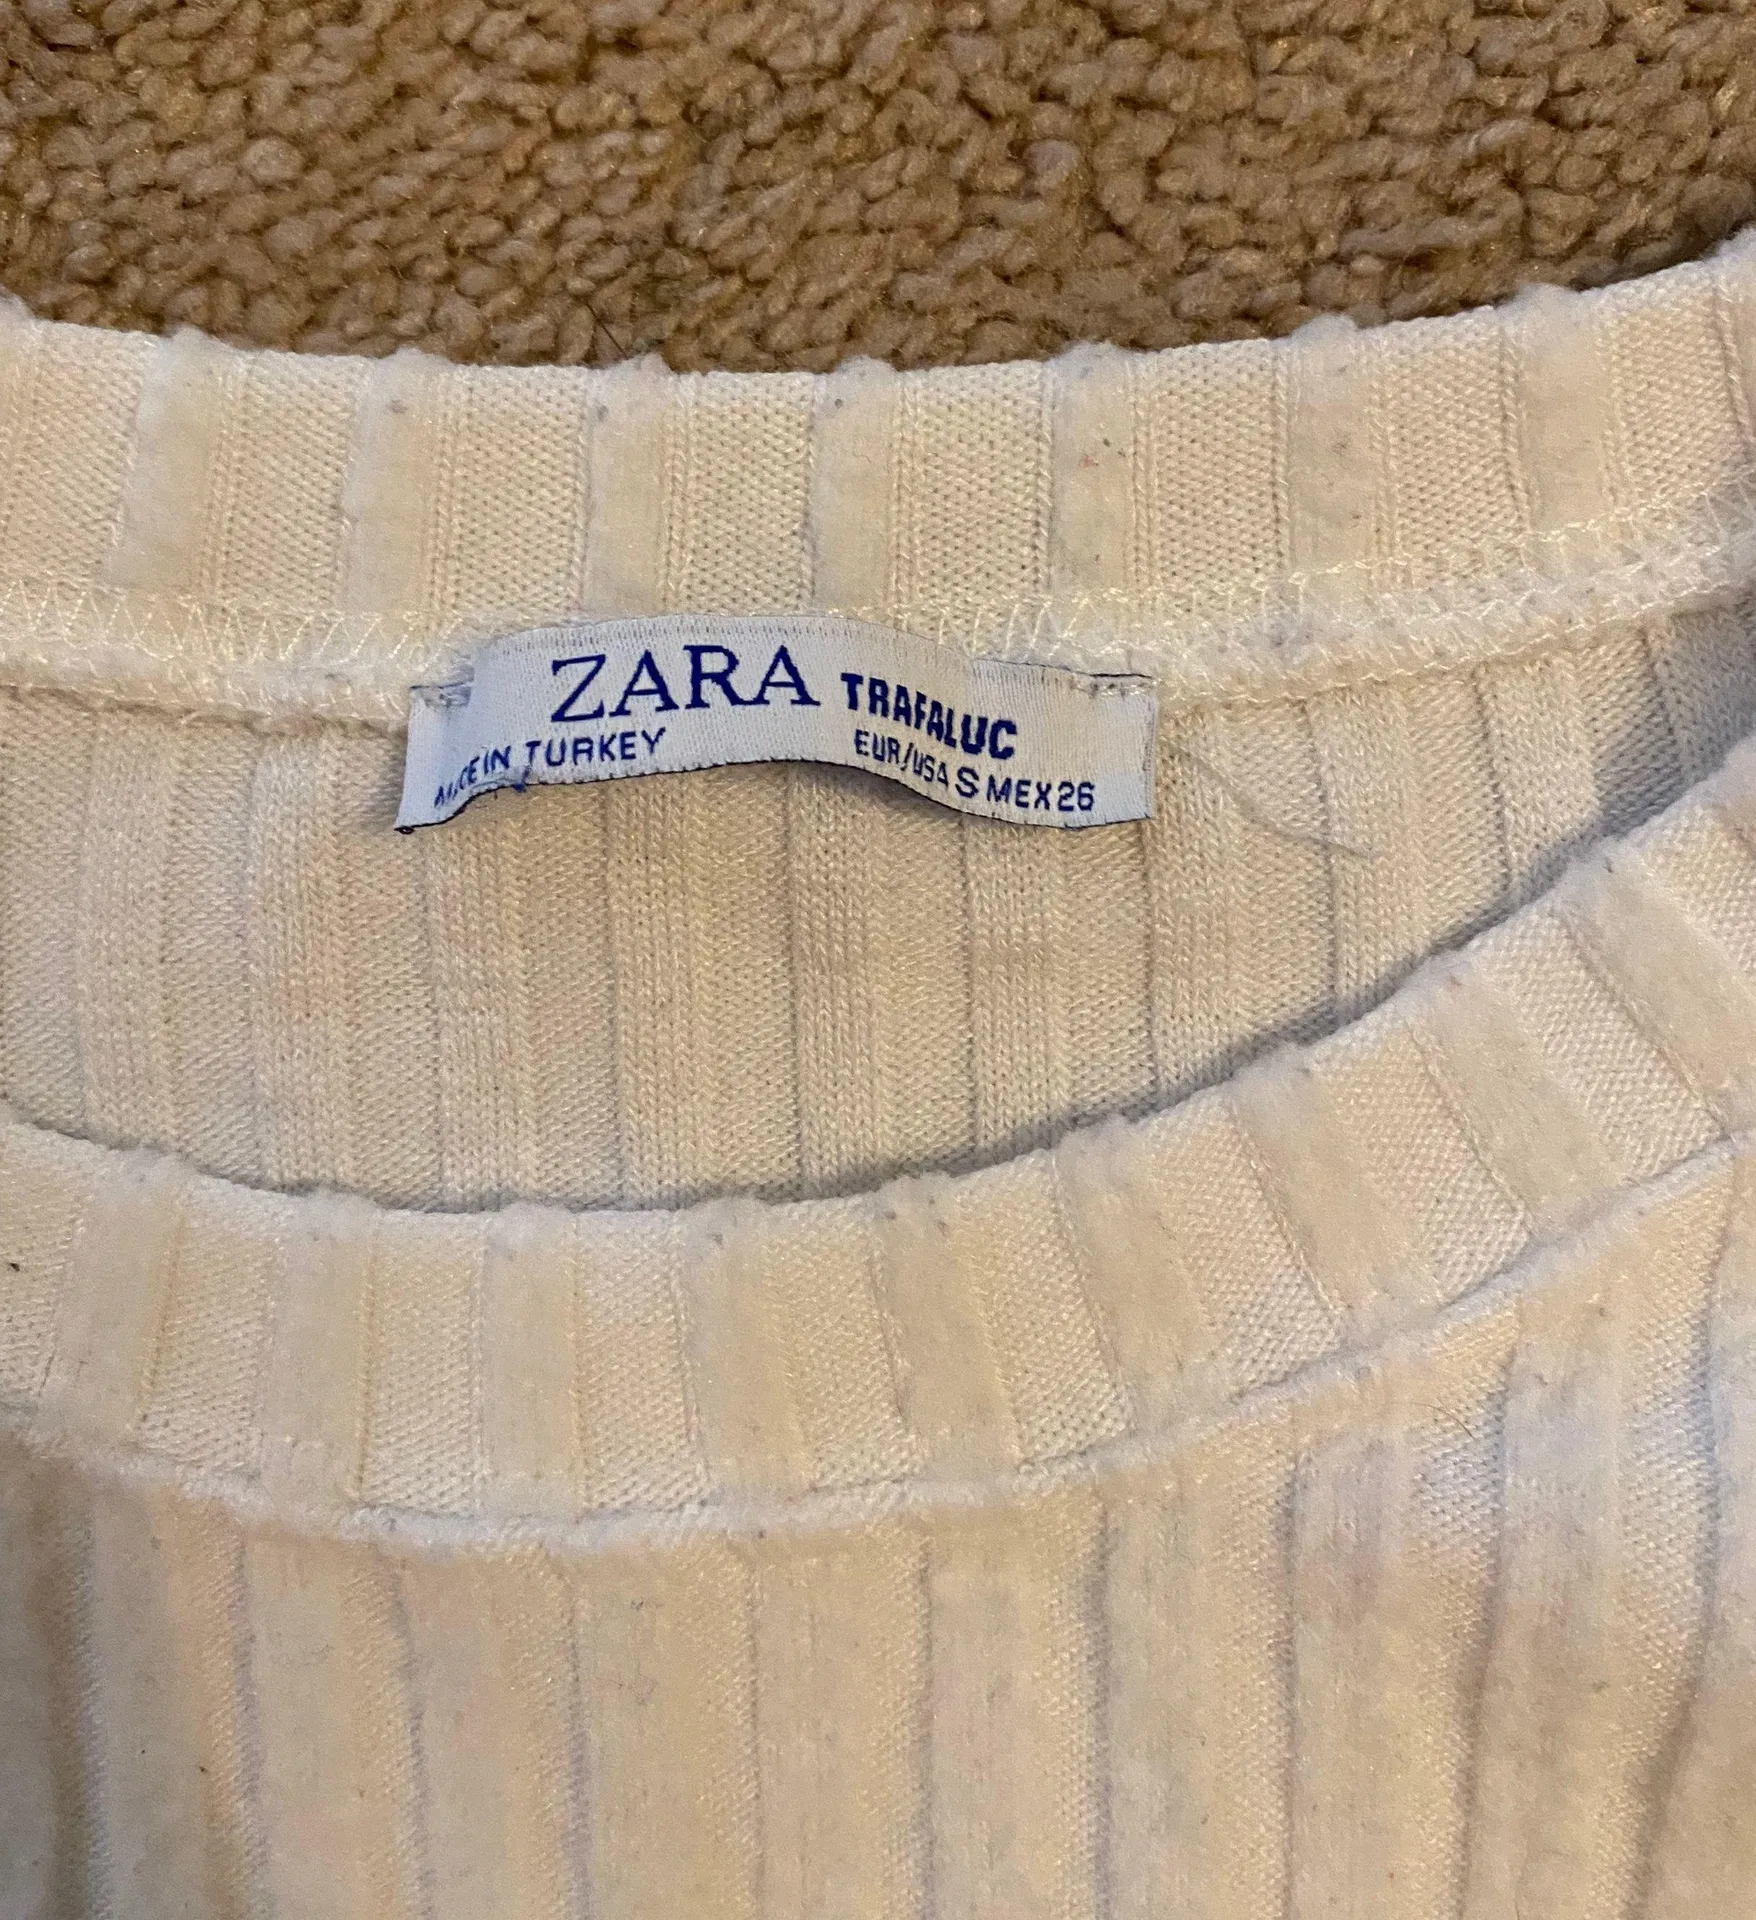 ZARA TRAFALUC
MADE IN TURKEY EUR/USA S MEX 26